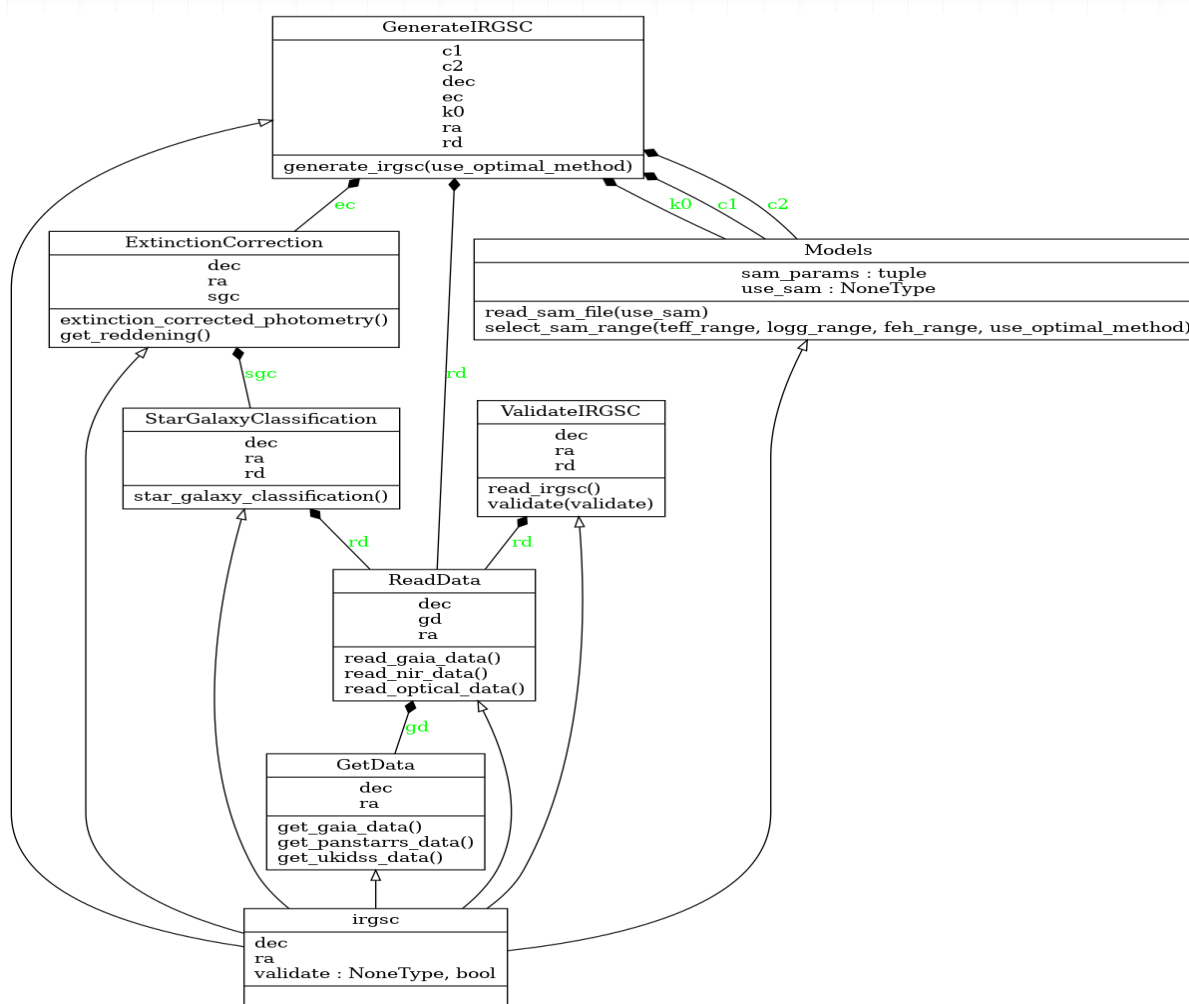 GenerateIRGSC
c1
c2
dec
ec
k0
ra
rd
generate_irgsc(use_optimal_method)
ec
k0
c1
c2
ExtinctionCorrection
dec
ra
sgc
extinction_corrected_photometry()
get_reddening()
Models
sam_params : tuple
use_sam : NoneType
read_sam_file(use_sam)
select_sam_range(teff_range, logg_range, feh_range, use_optimal_method)
sgc
rd
StarGalaxyClassification
dec
ra
rd
star_galaxy_classification()
ValidateIRGSC
dec
ra
rd
read_irgsc()
validate(validate)
rd
rd
ReadData
dec
gd
ra
read_gaia_data()
read_nir_data()
read_optical_data()
gd
GetData
dec
ra
get_gaia_data()
get_panstarrs_data()
get_ukidss_data()
irgsc
dec
ra
validate : NoneType, bool